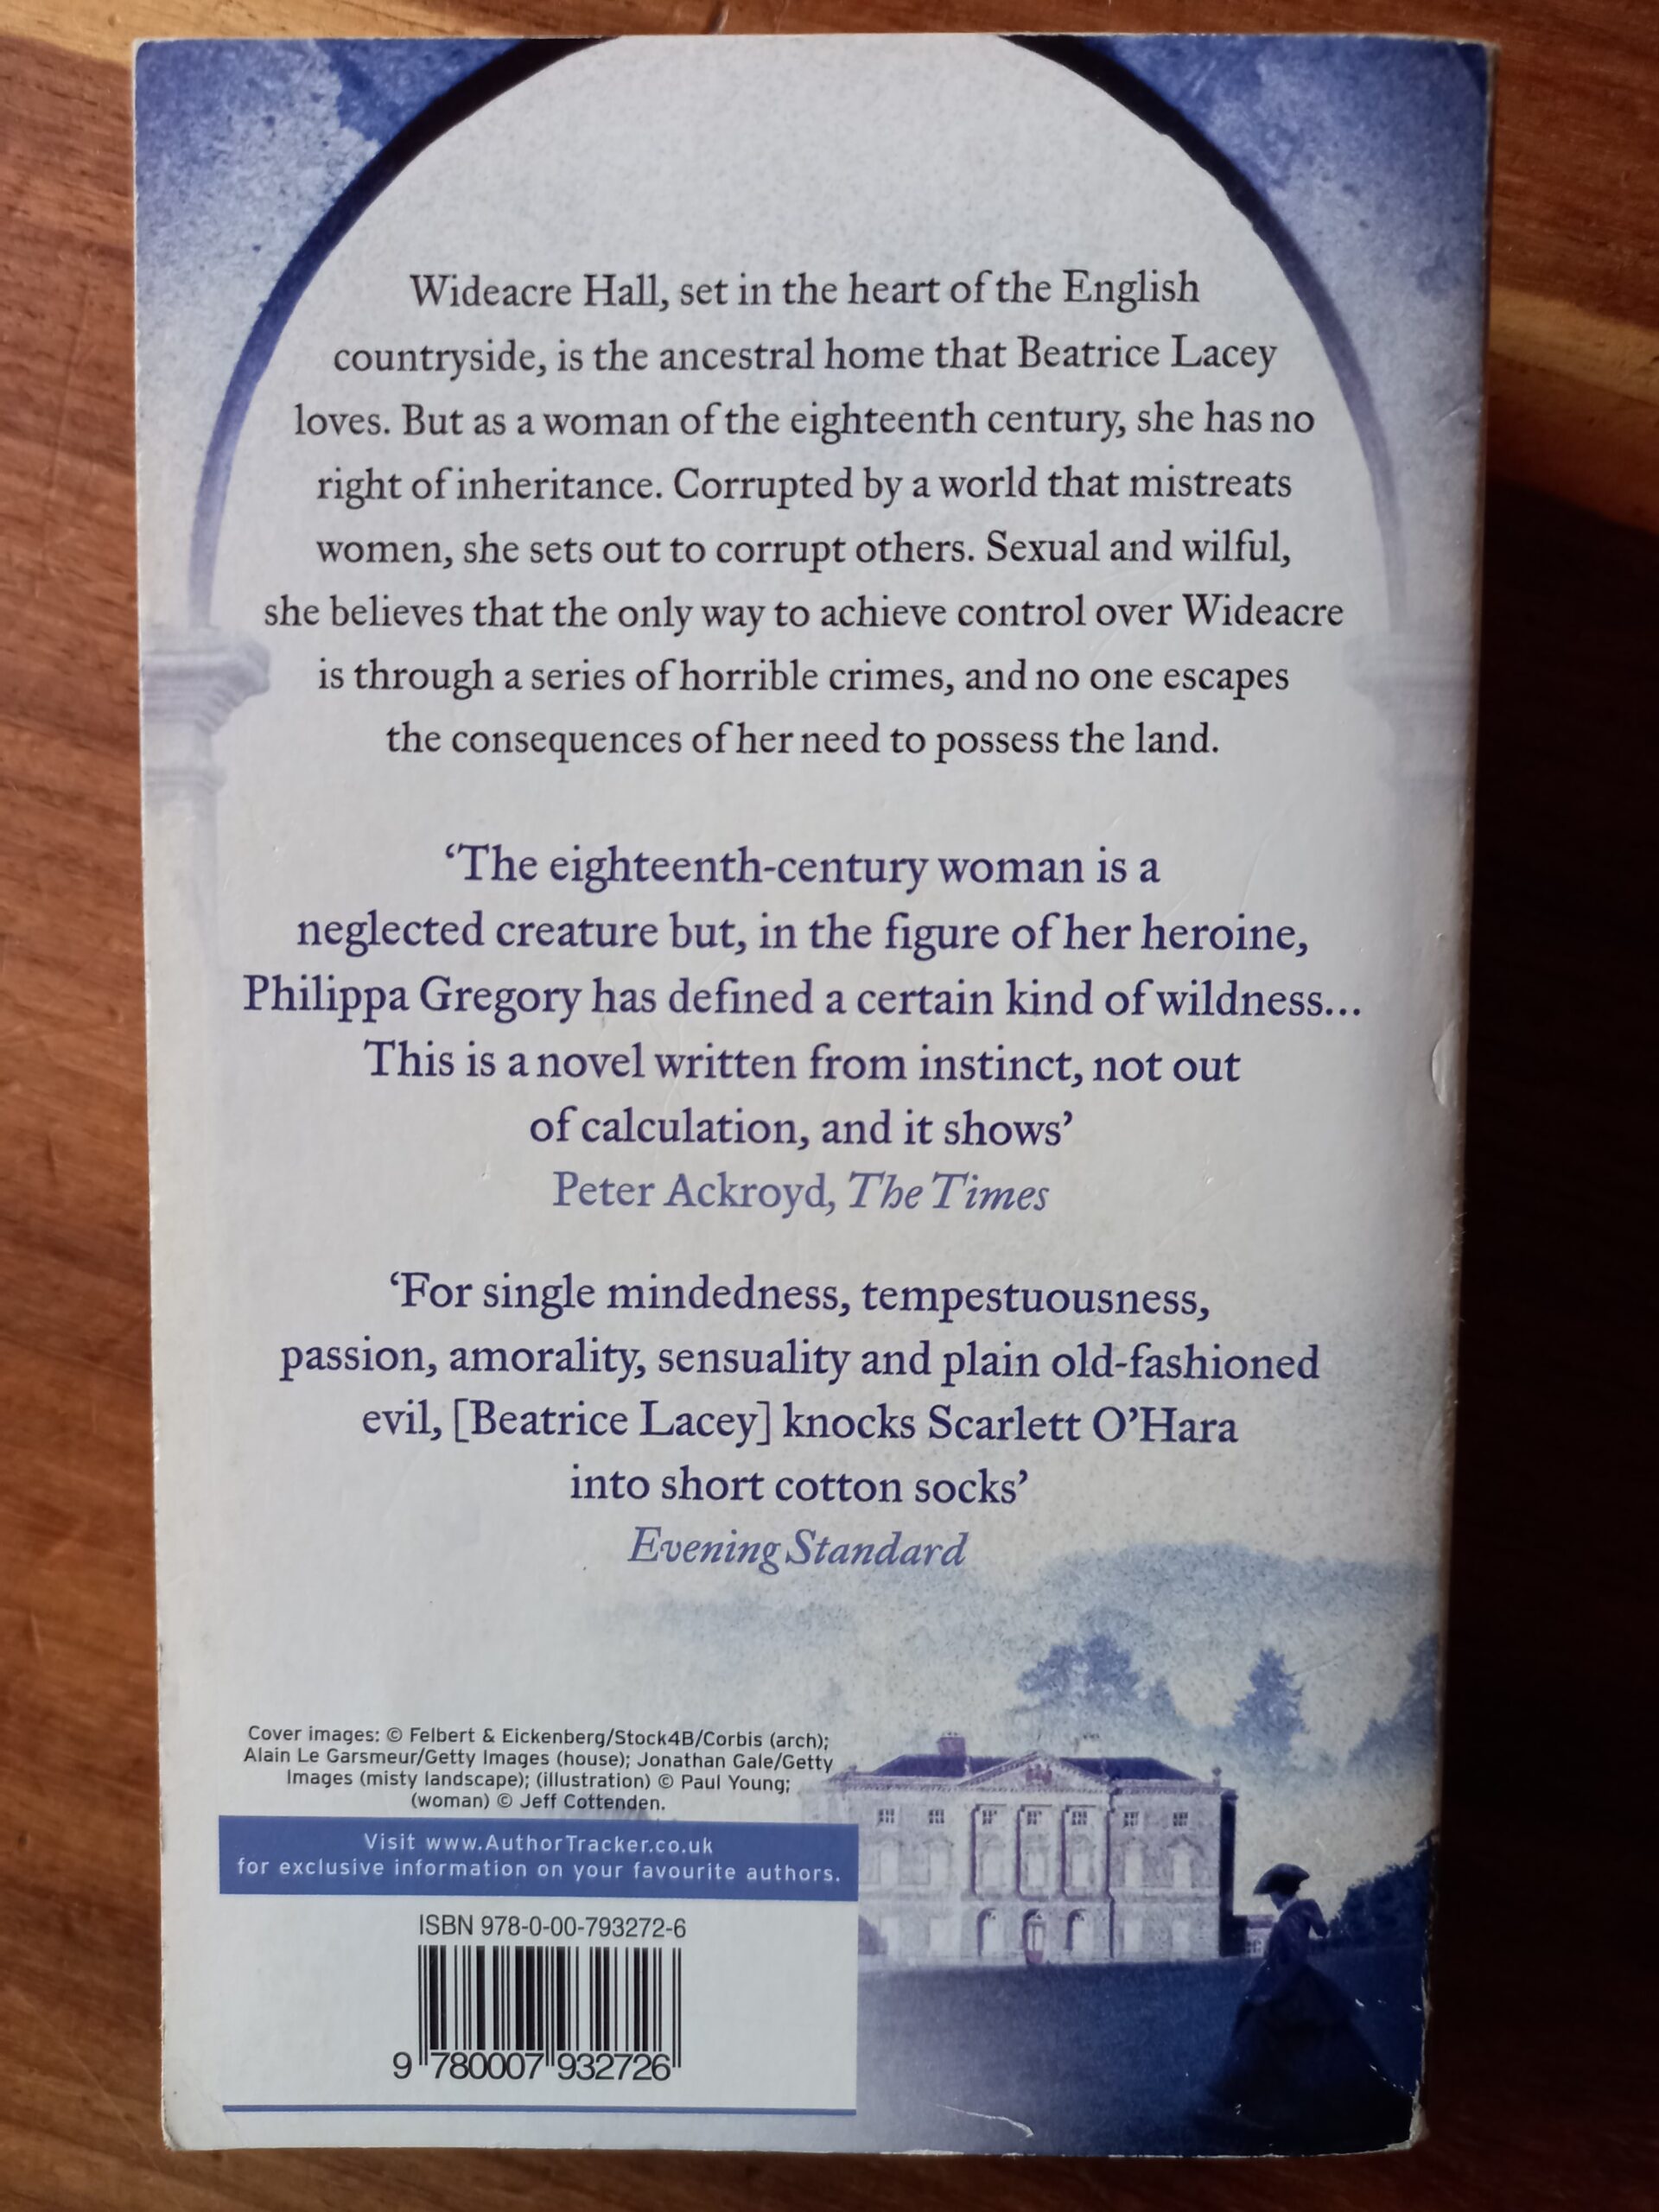 Wideacre Hall, set in the heart of the English
countryside, is the ancestral home that Beatrice Lacey
loves. But as a woman of the eighteenth century, she has no
right of inheritance. Corrupted by a world that mistreats
women, she sets out to corrupt others. Sexual and wilful,
she believes that the only way to achieve control over Wideacre
is through a series of horrible crimes, and no one escapes
the consequences of her need to possess the land.
‘The eighteenth-century woman is a
neglected creature but, in the figure of her heroine,
Philippa Gregory has defined a certain kind of wildness...
This is a novel written from instinct, not out
of calculation, and it shows’
Peter Ackroyd, The Times
‘For single mindedness, tempestuousness,
passion, amorality, sensuality and plain old-fashioned
evil, [Beatrice Lacey] knocks Scarlett O’Hara
into short cotton socks’
Evening Standard
Cover images: © Felbert & Eickenberg/Stock4B/Corbis (arch);
Alain Le Garsmeur/Getty Images (house); Jonathan Gale/Getty
Images (misty landscape); (illustration) © Paul Young;
(woman) © Jeff Cottenden.
Visit www.AuthorTracker.co.uk
for exclusive information on your favourite authors.
ISBN 978-0-00-793272-6
9 780007 932726